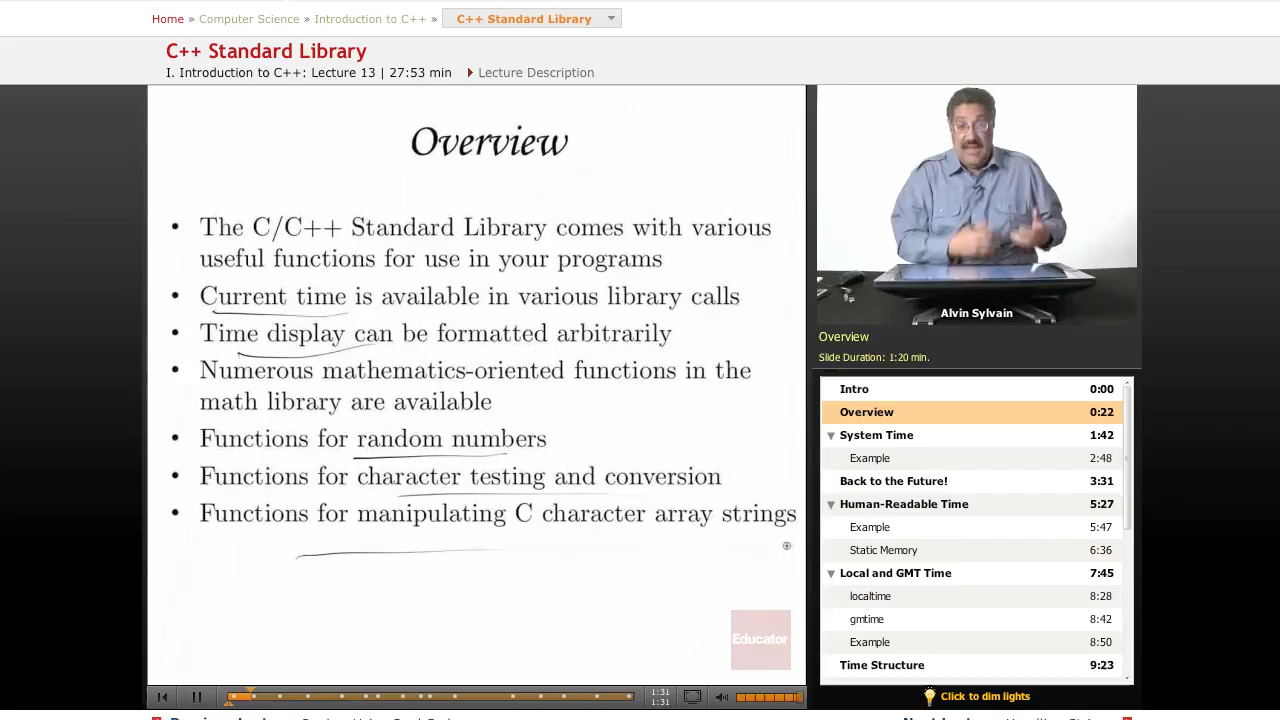 Home » Computer Science » Introduction to C++ » C++ Standard Library
C++ Standard Library
I. Introduction to C++: Lecture 13 | 27:53 min Lecture Description
Overview
• The C/C++ Standard Library comes with various
useful functions for use in your programs
• Current time is available in various library calls
• Time display can be formatted arbitrarily
• Numerous mathematics-oriented functions in the
math library are available
• Functions for random numbers
• Functions for character testing and conversion
• Functions for manipulating C character array strings
Educator
Alvin Sylvain
Overview
Slide Duration: 1:20 min.
Intro 0:00
Overview 0:22
System Time 1:42
Example 2:48
Back to the Future! 3:31
Human-Readable Time 5:27
Example 5:47
Static Memory 6:36
Local and GMT Time 7:45
localtime 8:28
gmtime 8:42
Example 8:50
Time Structure 9:23
1:31
1:31
Click to dim lights